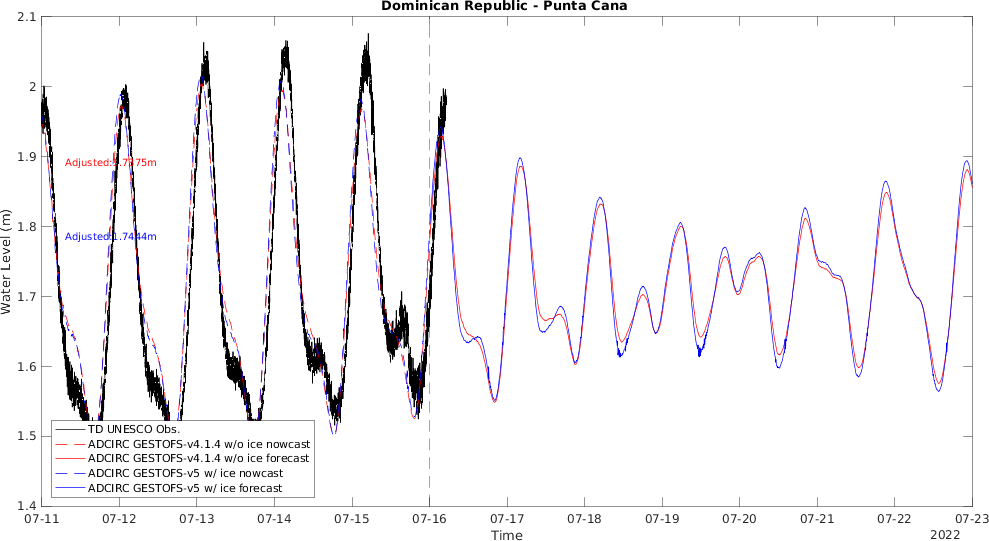 Dominican Republic - Punta Cana
Water Level (m)
2.1
2
1.9
1.8
1.7
1.6
1.5
1.4
Adjusted:1.7444m
TD UNESCO Obs.
ADCIRC GESTOFS-v4.1.4 w/o ice nowcast
ADCIRC GESTOFS-v4.1.4 w/o ice forecast
ADCIRC GESTOFS-v5 w/ ice nowcast
ADCIRC GESTOFS-v5 w/ ice forecast
07-11 07-12 07-13 07-14 07-15 07-16 07-17 07-18 07-19 07-20 07-21 07-22 07-23
Time
2022